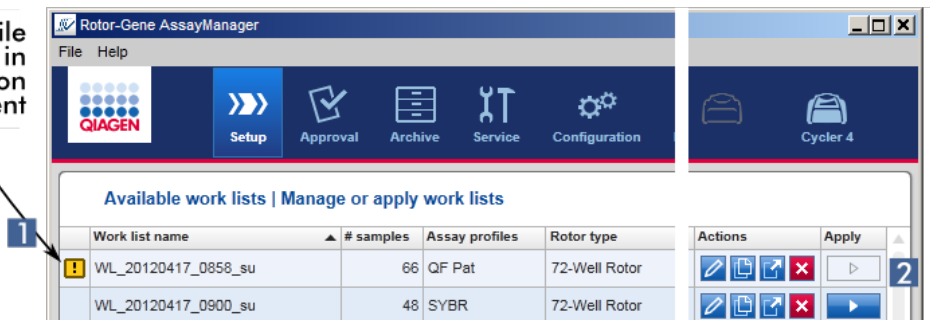 ile
in
on
ent
Rotor-Gene AssayManager
File Help
QIAGEN
Setup Approval Archive Service Configuration Cycler 4
Available work lists | Manage or apply work lists
1
Work list name # samples Assay profiles Rotor type Actions Apply
WL_20120417_0858_su 66 QF Pat 72-Well Rotor
2
WL_20120417_0900_su 48 SYBR 72-Well Rotor